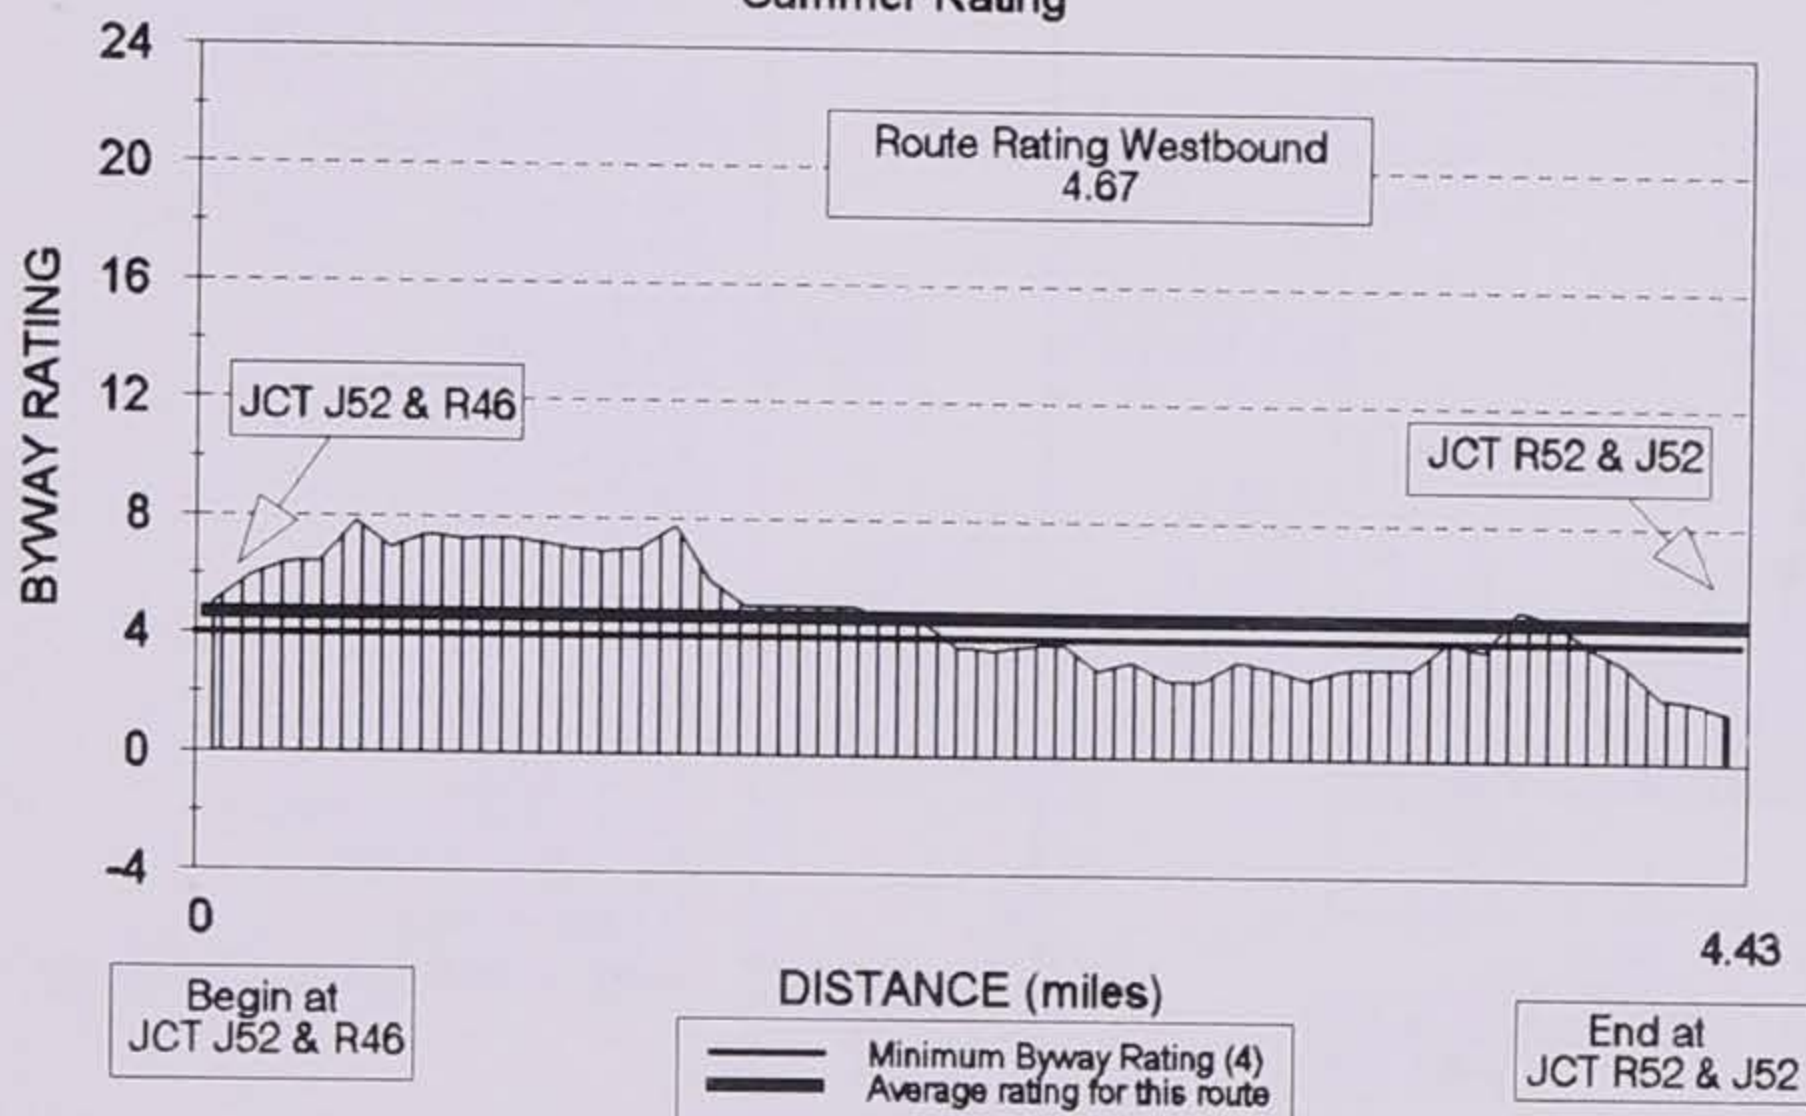 Summer Rating
24
20
16
12
8
4
0
-4
BYWAY RATING
Route Rating Westbound
4.67
JCT J52 & R46
JCT R52 & J52
0
4.43
DISTANCE (miles)
Begin at
JCT J52 & R46
Minimum Byway Rating (4)
Average rating for this route
End at
JCT R52 & J52